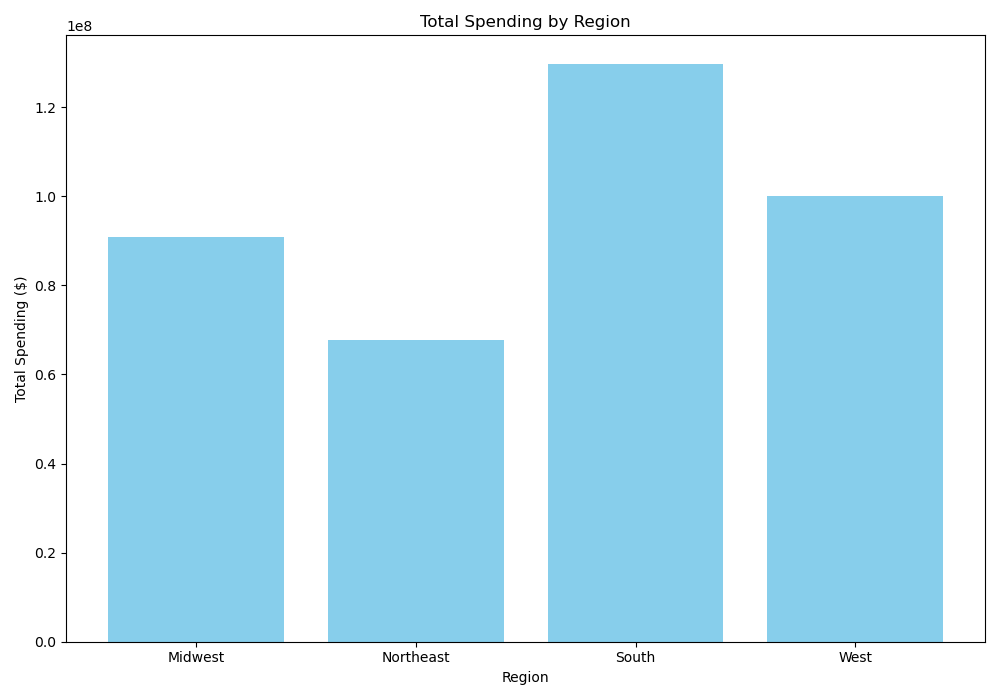 Total Spending by Region
1e8
1.2
1.0
0.8
0.6
0.4
0.2
0.0
Total Spending ($)
Midwest Northeast South West
Region